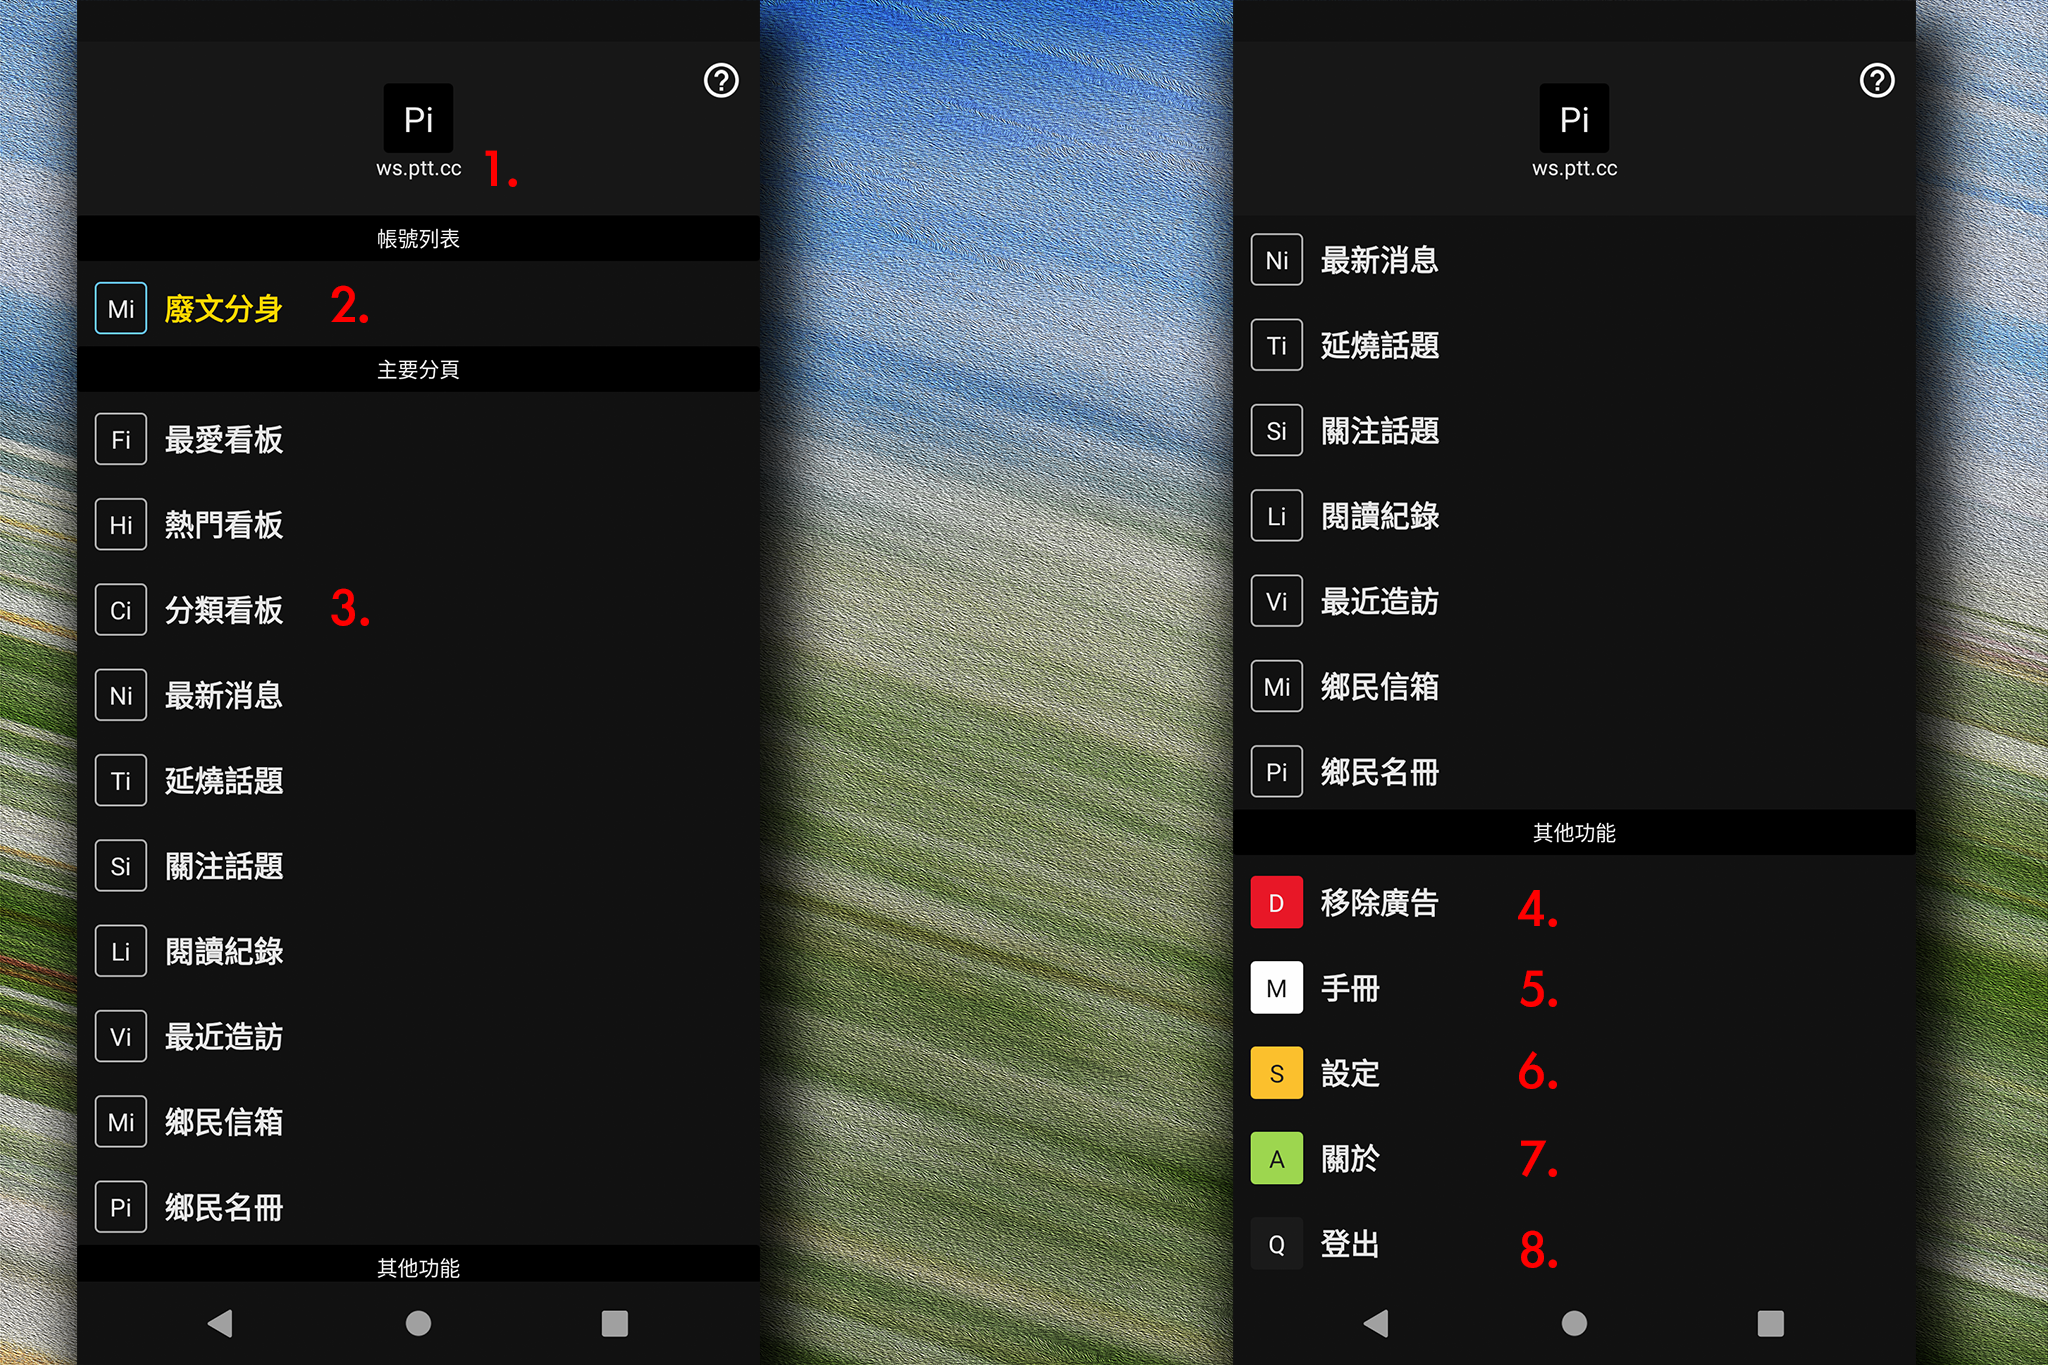 Pi
ws.ptt.cc 1.
帳號列表
Mi 廢文分身 2.
主要分頁
Fi 最愛看板
Hi 熱門看板
Ci 分類看板 3.
Ni 最新消息
Ti 延燒話題
Si 關注話題
Li 閱讀紀錄
Vi 最近造訪
Mi 鄉民信箱
Pi 鄉民名冊
其他功能
Pi
ws.ptt.cc
Ni 最新消息
Ti 延燒話題
Si 關注話題
Li 閱讀紀錄
Vi 最近造訪
Mi 鄉民信箱
Pi 鄉民名冊
其他功能
D 移除廣告 4.
M 手冊 5.
S 設定 6.
A 關於 7.
Q 登出 8.